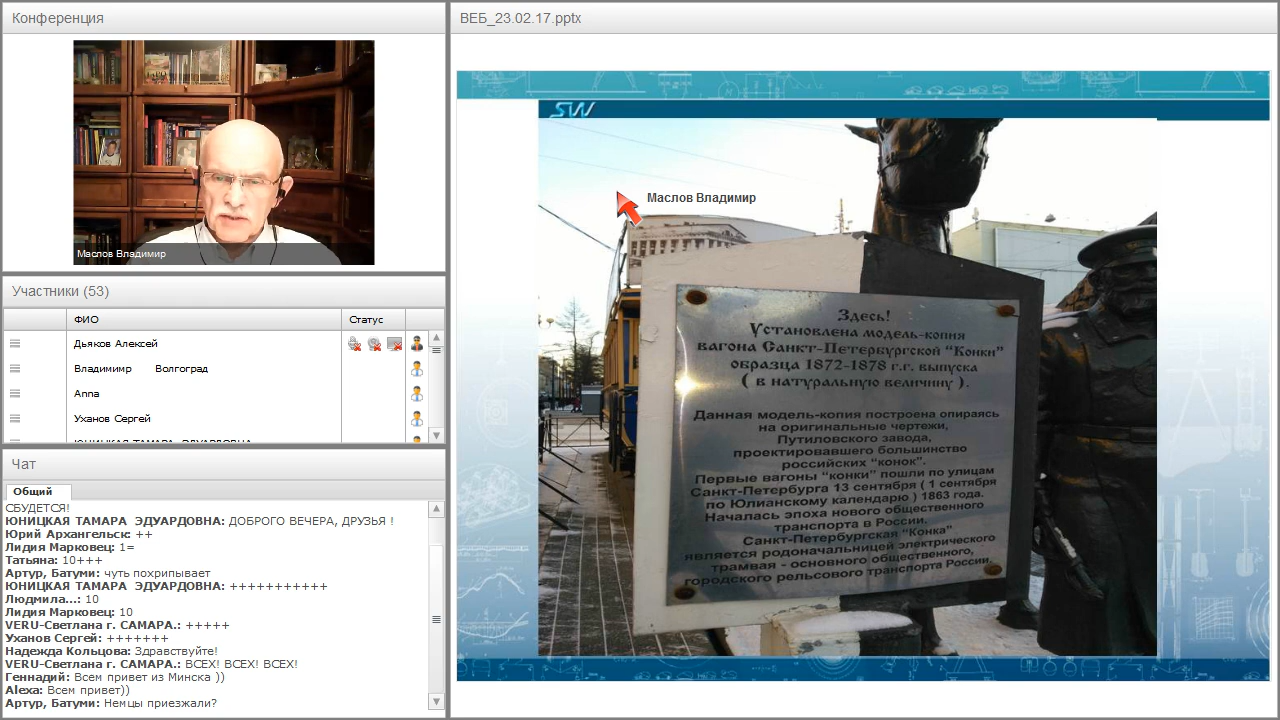 Конференция
Маслов Владимир
Участники (53)
ФИО
Статус
Дьяков Алексей
Владимимр Волгоград
Anna
Уханов Сергей
ЮНИЦКАЯ ТАМАРА ЭДУАРДОВНА
Чат
Общий
СБУДЕТСЯ!
ЮНИЦКАЯ ТАМАРА ЭДУАРДОВНА: ДОБРОГО ВЕЧЕРА, ДРУЗЬЯ !
Юрий Архангельск: ++
Лидия Марковец: 1=
Татьяна: 10+++
Артур, Батуми: чуть похрипывает
ЮНИЦКАЯ ТАМАРА ЭДУАРДОВНА: +++++++++++
Людмила...: 10
Лидия Марковец: 10
VERU-Светлана г. САМАРА.: +++++
Уханов Сергей: +++++++
Надежда Кольцова: Здравствуйте!
VERU-Светлана г. САМАРА.: ВСЕХ! ВСЕХ! ВСЕХ!
Геннадий: Всем привет из Минска ))
Alexa: Всем привет))
Артур, Батуми: Немцы приезжали?
ВЕБ_23.02.17.pptx
SW
Маслов Владимир
Здесь!
Установлена модель-копия
вагона Санкт-Петербургской "Конки"
образца 1872-1878 г.г. выпуска
( в натуральную величину ).
Данная модель-копия построена опираясь
на оригинальные чертежи,
Путиловского завода,
проектировавшего большинство
российских "конок".
Первые вагоны "конки" пошли по улицам
Санкт-Петербурга 13 сентября ( 1 сентября
по Юлианскому календарю ) 1863 года.
Началась эпоха нового общественного
транспорта в России.
Санкт-Петербургская "Конка"
является родоначальницей электрического
трамвая - основного общественного,
городского рельсового транспорта России.